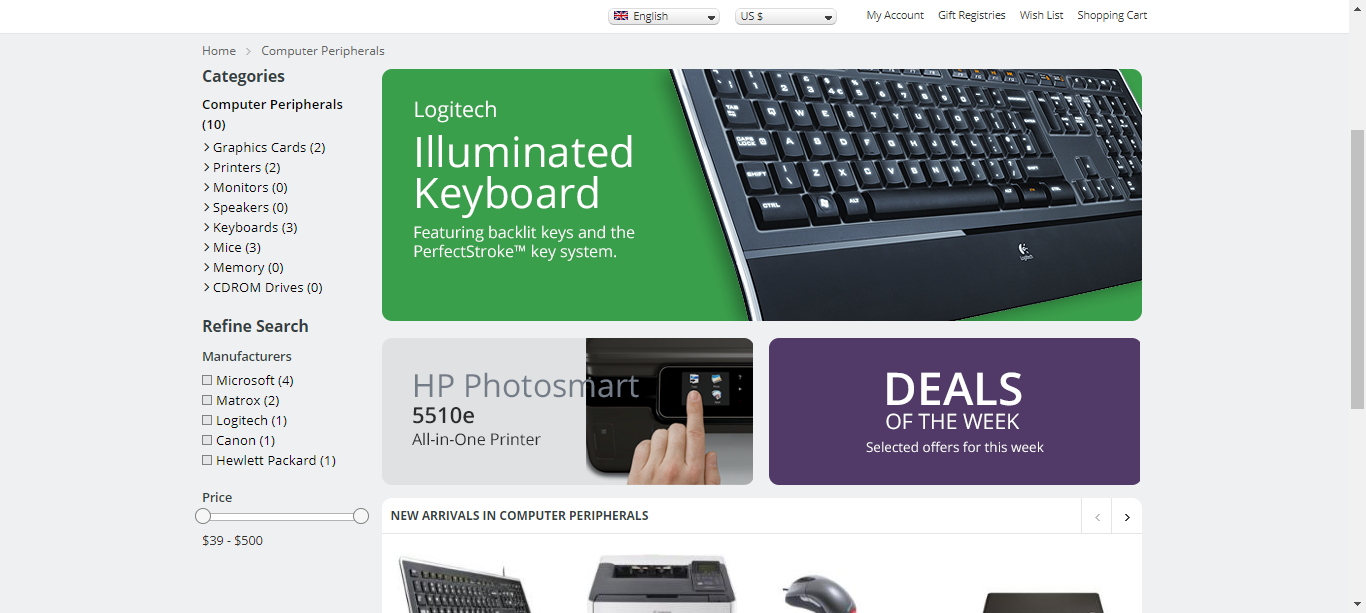 English
US $
My Account
Gift Registries
Wish List
Shopping Cart
Home
Computer Peripherals
Categories
Computer Peripherals
(10)
Graphics Cards (2)
Printers (2)
Monitors (0)
Speakers (0)
Keyboards (3)
Mice (3)
Memory (0)
CDROM Drives (0)
Refine Search
Manufacturers
Microsoft (4)
Matrox (2)
Logitech (1)
Canon (1)
Hewlett Packard (1)
Price
$39 - $500
Logitech
Illuminated
Keyboard
Featuring backlit keys and the
PerfectStroke™ key system.
HP Photosmart
5510e
All-in-One Printer
DEALS
OF THE WEEK
Selected offers for this week
NEW ARRIVALS IN COMPUTER PERIPHERALS